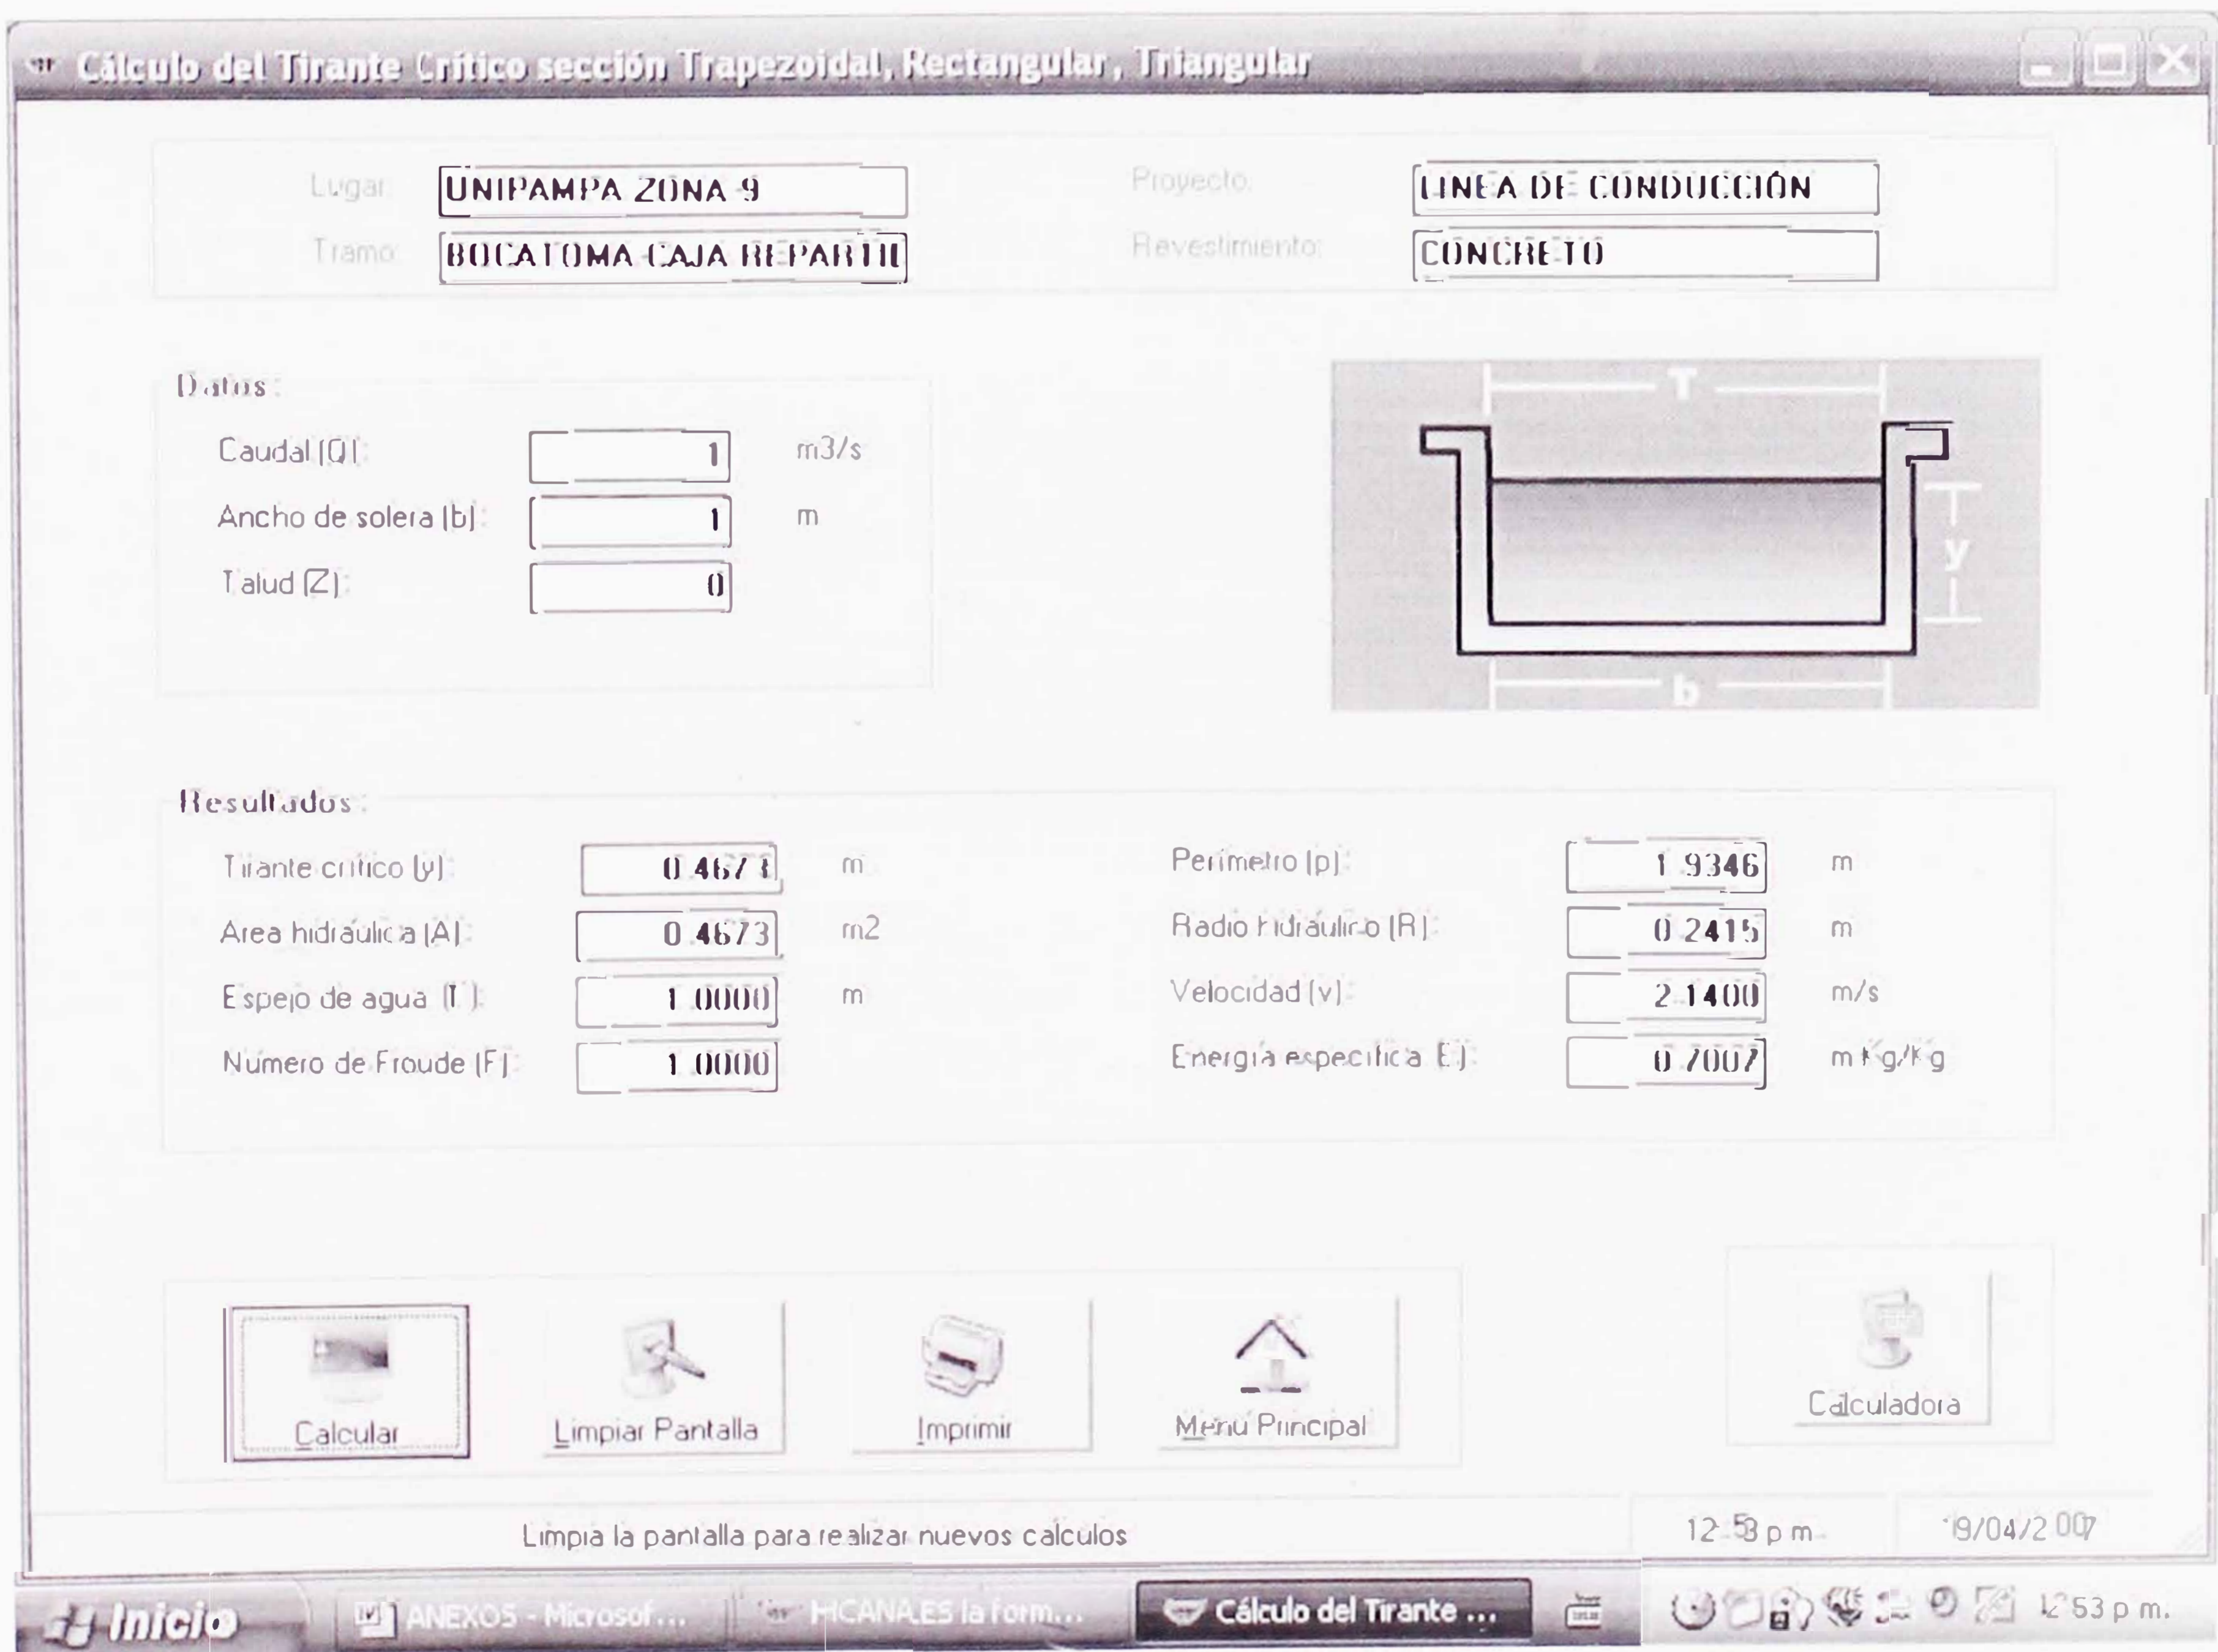 Cálculo del Tirante Crítico sección Trapezoidal, Rectangular, Triangular
Lugar: UNIPAMPA ZONA-9 Proyecto: LINEA DE CONDUCCIÓN
Tramo: BOCATOMA-CAJA REPARTID Revestimiento: CONCRETO
Datos:
Caudal (Q): 1 m3/s
Ancho de solera (b): 1 m
Talud (Z): 0
T
y
b
Resultados:
Tirante crítico (y): 0.4673 m Perímetro (p): 1.9346 m
Area hidráulica (A): 0.4673 m2 Radio hidráulico (R): 0.2415 m
Espejo de agua (T): 1.0000 m Velocidad (v): 2.1400 m/s
Número de Froude (F): 1.0000 Energía específica (E): 0.7007 m-Kg/Kg
Calcular Limpiar Pantalla Imprimir Menú Principal Calculadora
Limpia la pantalla para realizar nuevos calculos 12:53 p.m. 19/04/2007
Inicio ANEXOS - Microsof... HCANALES la form... Cálculo del Tirante ... 12:53 p.m.